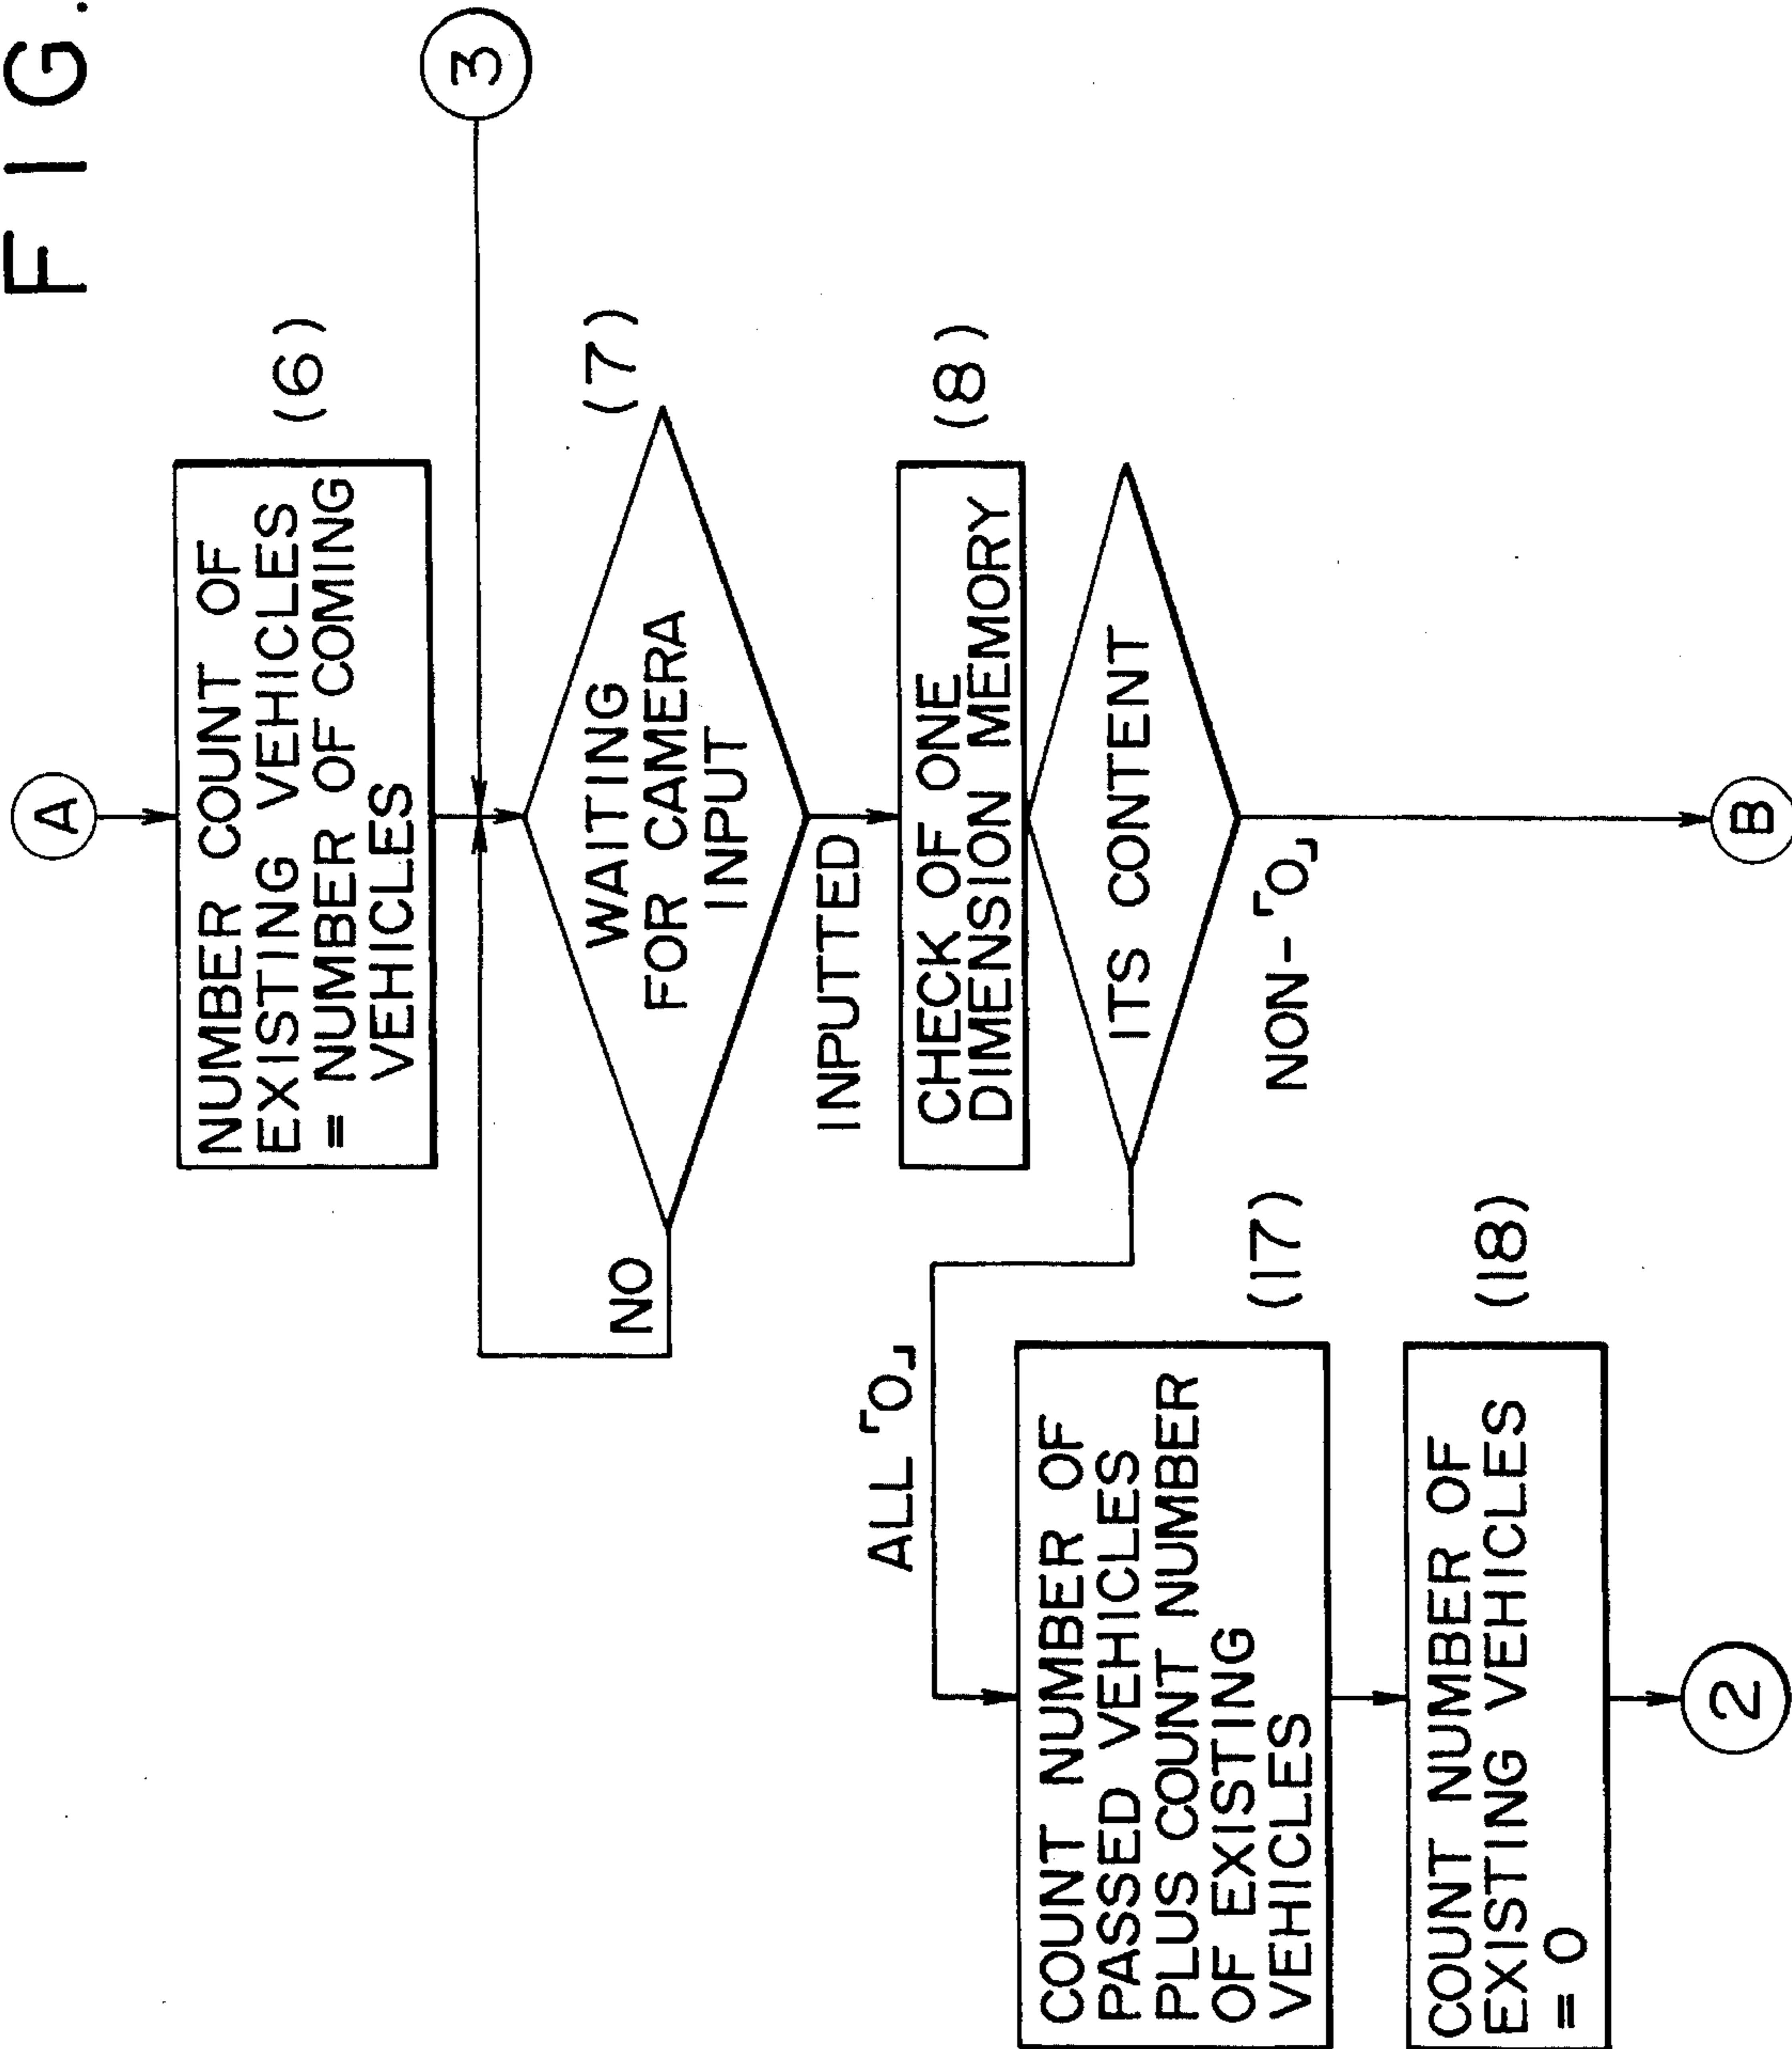 FIG.
A
NUMBER COUNT OF
EXISTING VEHICLES
= NUMBER OF COMING
VEHICLES
(6)
3
WAITING
FOR CAMERA
INPUT
(7)
NO
INPUTTED
CHECK OF ONE
DIMENSION MEMORY
(8)
ITS CONTENT
ALL「0」
NON-「0」
COUNT NUMBER OF
PASSED VEHICLES
PLUS COUNT NUMBER
OF EXISTING
VEHICLES
(17)
COUNT NUMBER OF
EXISTING VEHICLES
= 0
(18)
2
B